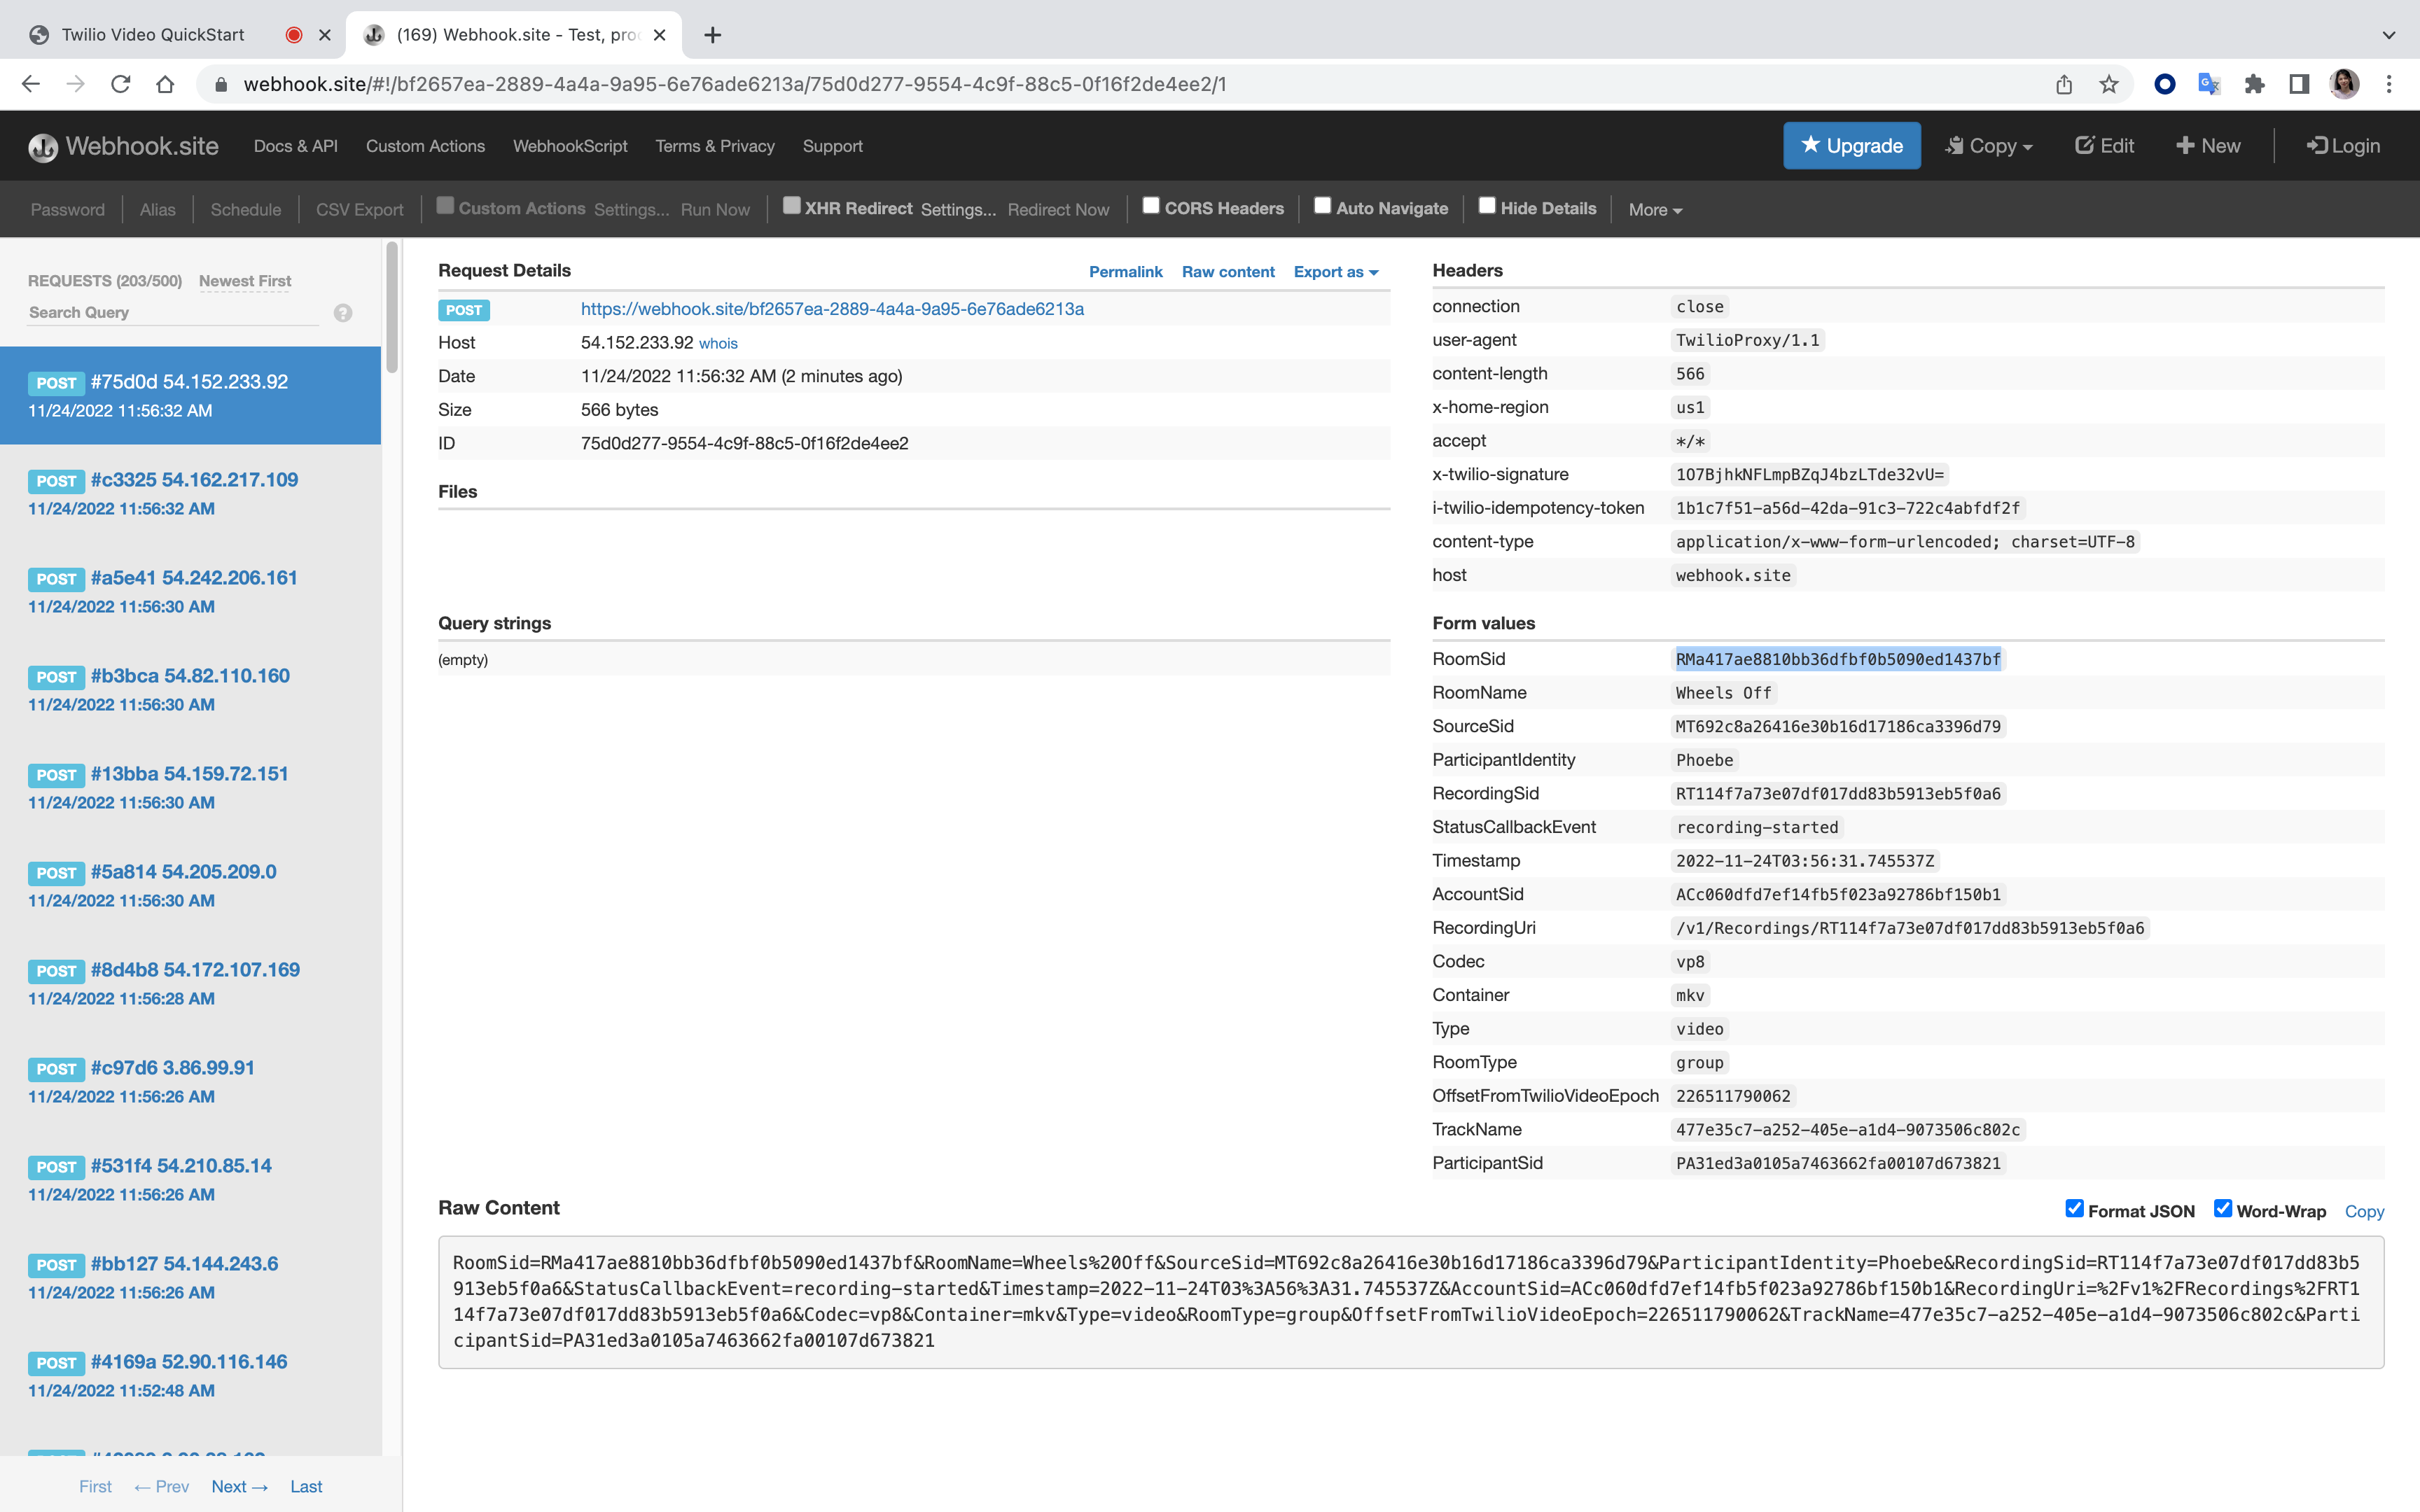 Twilio Video QuickStart
(169) Webhook.site - Test, pro
webhook.site/#!/bf2657ea-2889-4a4a-9a95-6e76ade6213a/75d0d277-9554-4c9f-88c5-0f16f2de4ee2/1
Webhook.site Docs & API Custom Actions WebhookScript Terms & Privacy Support Upgrade Copy Edit New Login
Password Alias Schedule CSV Export Custom Actions Settings... Run Now XHR Redirect Settings... Redirect Now CORS Headers Auto Navigate Hide Details More
REQUESTS (203/500) Newest First
Search Query ?
POST #75d0d 54.152.233.92
11/24/2022 11:56:32 AM
POST #c3325 54.162.217.109
11/24/2022 11:56:32 AM
POST #a5e41 54.242.206.161
11/24/2022 11:56:30 AM
POST #b3bca 54.82.110.160
11/24/2022 11:56:30 AM
POST #13bba 54.159.72.151
11/24/2022 11:56:30 AM
POST #5a814 54.205.209.0
11/24/2022 11:56:30 AM
POST #8d4b8 54.172.107.169
11/24/2022 11:56:28 AM
POST #c97d6 3.86.99.91
11/24/2022 11:56:26 AM
POST #531f4 54.210.85.14
11/24/2022 11:56:26 AM
POST #bb127 54.144.243.6
11/24/2022 11:56:26 AM
POST #4169a 52.90.116.146
11/24/2022 11:52:48 AM
First ← Prev Next → Last
Request Details Permalink Raw content Export as
POST https://webhook.site/bf2657ea-2889-4a4a-9a95-6e76ade6213a
Host 54.152.233.92 whois
Date 11/24/2022 11:56:32 AM (2 minutes ago)
Size 566 bytes
ID 75d0d277-9554-4c9f-88c5-0f16f2de4ee2
Files
Query strings
(empty)
Headers
connection close
user-agent TwilioProxy/1.1
content-length 566
x-home-region us1
accept */*
x-twilio-signature 1O7BjhkNFLmpBZqJ4bzLTde32vU=
i-twilio-idempotency-token 1b1c7f51-a56d-42da-91c3-722c4abfdf2f
content-type application/x-www-form-urlencoded; charset=UTF-8
host webhook.site
Form values
RoomSid RMa417ae8810bb36dfbf0b5090ed1437bf
RoomName Wheels Off
SourceSid MT692c8a26416e30b16d17186ca3396d79
ParticipantIdentity Phoebe
RecordingSid RT114f7a73e07df017dd83b5913eb5f0a6
StatusCallbackEvent recording-started
Timestamp 2022-11-24T03:56:31.745537Z
AccountSid ACc060dfd7ef14fb5f023a92786bf150b1
RecordingUri /v1/Recordings/RT114f7a73e07df017dd83b5913eb5f0a6
Codec vp8
Container mkv
Type video
RoomType group
OffsetFromTwilioVideoEpoch 226511790062
TrackName 477e35c7-a252-405e-a1d4-9073506c802c
ParticipantSid PA31ed3a0105a7463662fa00107d673821
Raw Content Format JSON Word-Wrap Copy
RoomSid=RMa417ae8810bb36dfbf0b5090ed1437bf&RoomName=Wheels%20Off&SourceSid=MT692c8a26416e30b16d17186ca3396d79&ParticipantIdentity=Phoebe&RecordingSid=RT114f7a73e07df017dd83b5
913eb5f0a6&StatusCallbackEvent=recording-started&Timestamp=2022-11-24T03%3A56%3A31.745537Z&AccountSid=ACc060dfd7ef14fb5f023a92786bf150b1&RecordingUri=%2Fv1%2FRecordings%2FRT1
14f7a73e07df017dd83b5913eb5f0a6&Codec=vp8&Container=mkv&Type=video&RoomType=group&OffsetFromTwilioVideoEpoch=226511790062&TrackName=477e35c7-a252-405e-a1d4-9073506c802c&Parti
cipantSid=PA31ed3a0105a7463662fa00107d673821